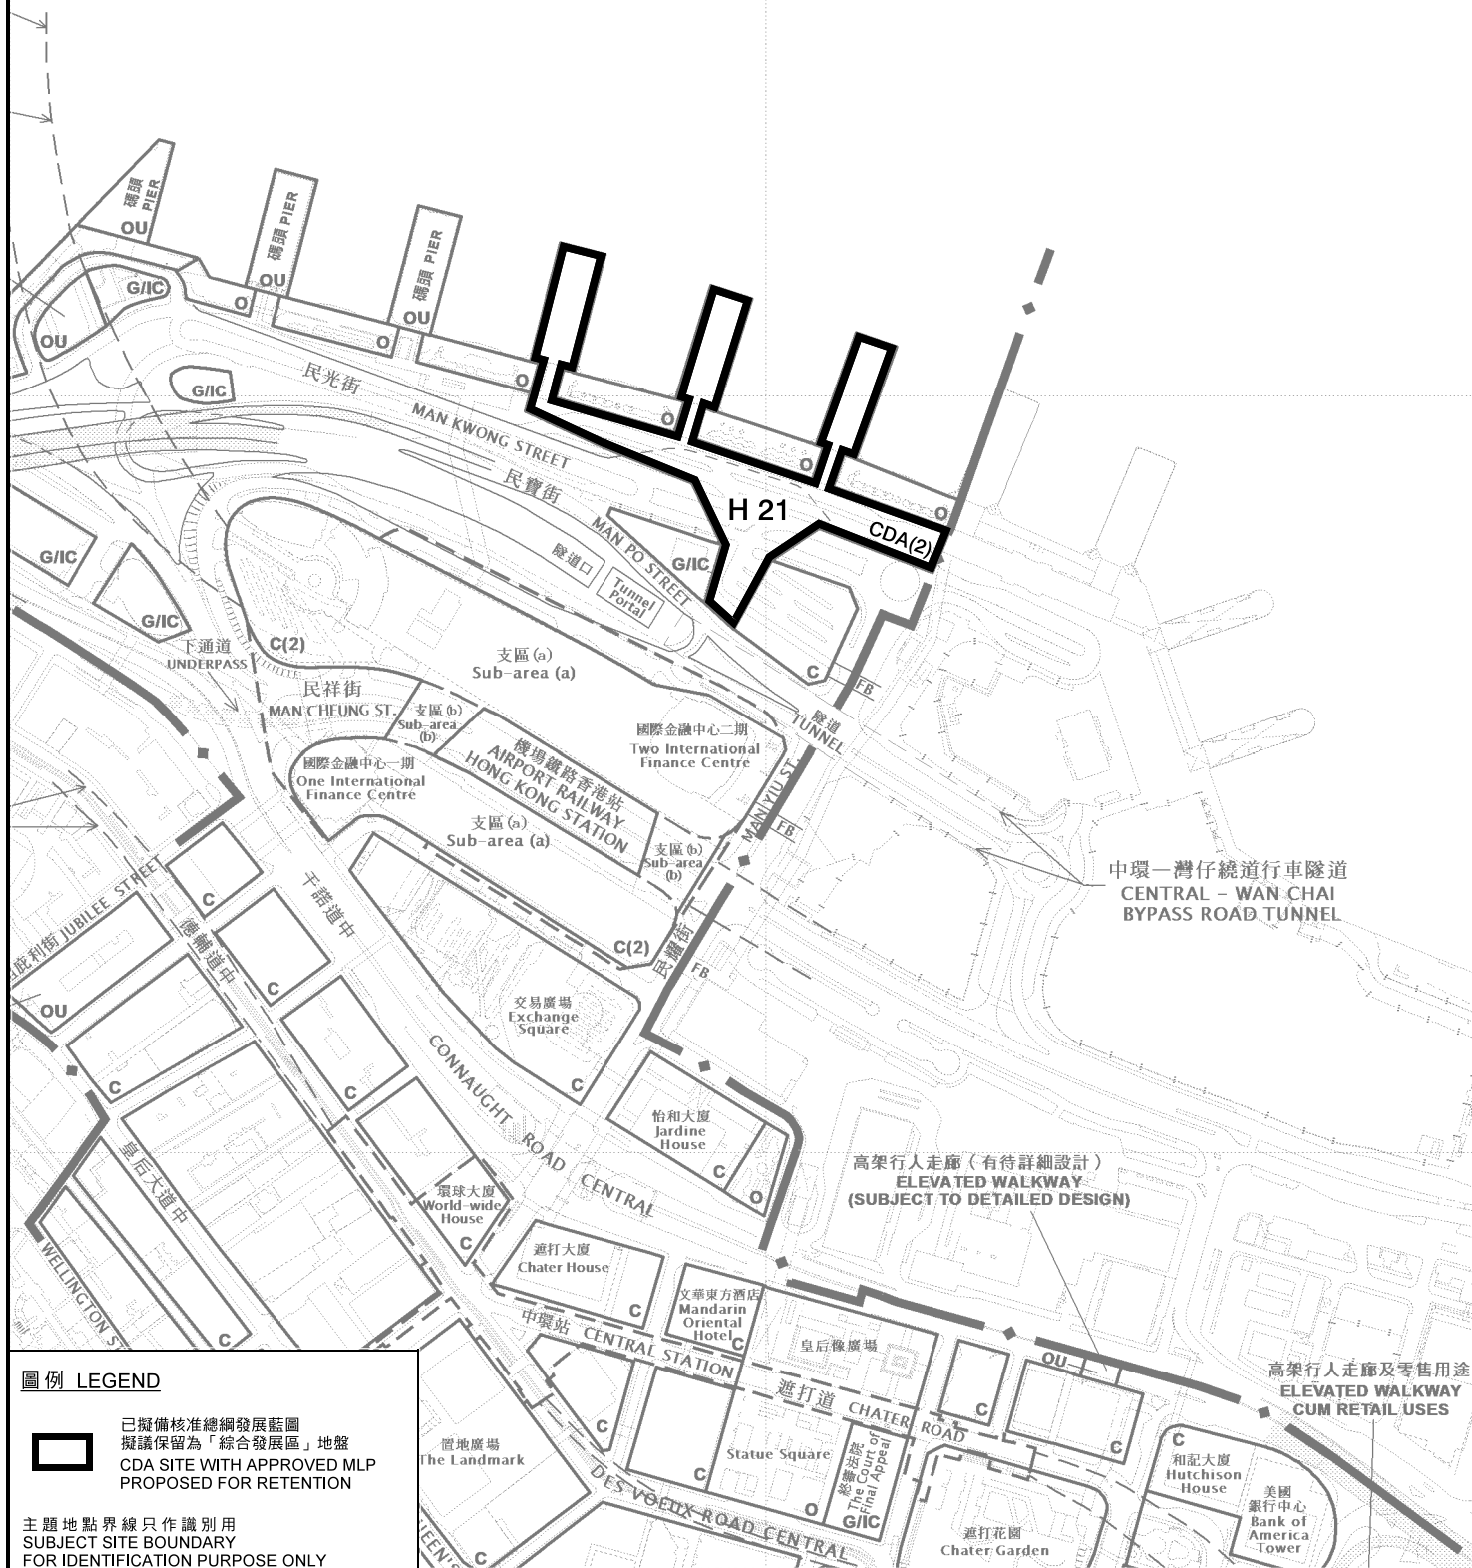 碼頭
PIER
OU
碼頭 PIER
OU
碼頭 PIER
OU
G/IC
OU
O
O
O
G/IC
民光街
MAN KWONG STREET
民寶街
MAN PO STREET
O
O
O
H 21
CDA(2)
G/IC
隧道口
Tunnel
Portal
G/IC
G/IC
下通道
UNDERPASS
C(2)
民祥街
MAN CHEUNG ST.
支區(a)
Sub-area (a)
支區(b)
Sub-area
(b)
C
FB
隧道
TUNNEL
國際金融中心二期
Two International
Finance Centre
國際金融中心一期
One International
Finance Centre
機場鐵路香港站
AIRPORT RAILWAY
HONG KONG STATION
支區(a)
Sub-area (a)
支區(b)
Sub-area
(b)
MAN YIU ST.
FB
中環—灣仔繞道行車隧道
CENTRAL - WAN CHAI
BYPASS ROAD TUNNEL
JUBILEE STREET
C
德輔道中
干諾道中
C(2)
民耀街
FB
OU
C
交易廣場
Exchange
Square
C
C
C
CONNAUGHT ROAD CENTRAL
怡和大廈
Jardine
House
C
O
皇后大道中
高架行人走廊（有待詳細設計）
ELEVATED WALKWAY
(SUBJECT TO DETAILED DESIGN)
環球大廈
World-wide
House
C
WELLINGTON ST
C
遮打大廈
Chater House
C
文華東方酒店
Mandarin
Oriental
Hotel
C
中環站 CENTRAL STATION
皇后像廣場
遮打道 CHATER ROAD
OU
C
C
高架行人走廊及零售用途
ELEVATED WALKWAY
CUM RETAIL USES
C
置地廣場
The Landmark
C
Statue Square
O
終審法院
The Court of
Final Appeal
G/IC
C
和記大廈
Hutchison
House
美國
銀行中心
Bank of
America
Tower
DES VOEUX ROAD CENTRAL
QUEEN'S
C
遮打花園
Chater Garden
圖例 LEGEND
已擬備核准總綱發展藍圖
擬議保留為「綜合發展區」地盤
CDA SITE WITH APPROVED MLP
PROPOSED FOR RETENTION
主題地點界線只作識別用
SUBJECT SITE BOUNDARY
FOR IDENTIFICATION PURPOSE ONLY